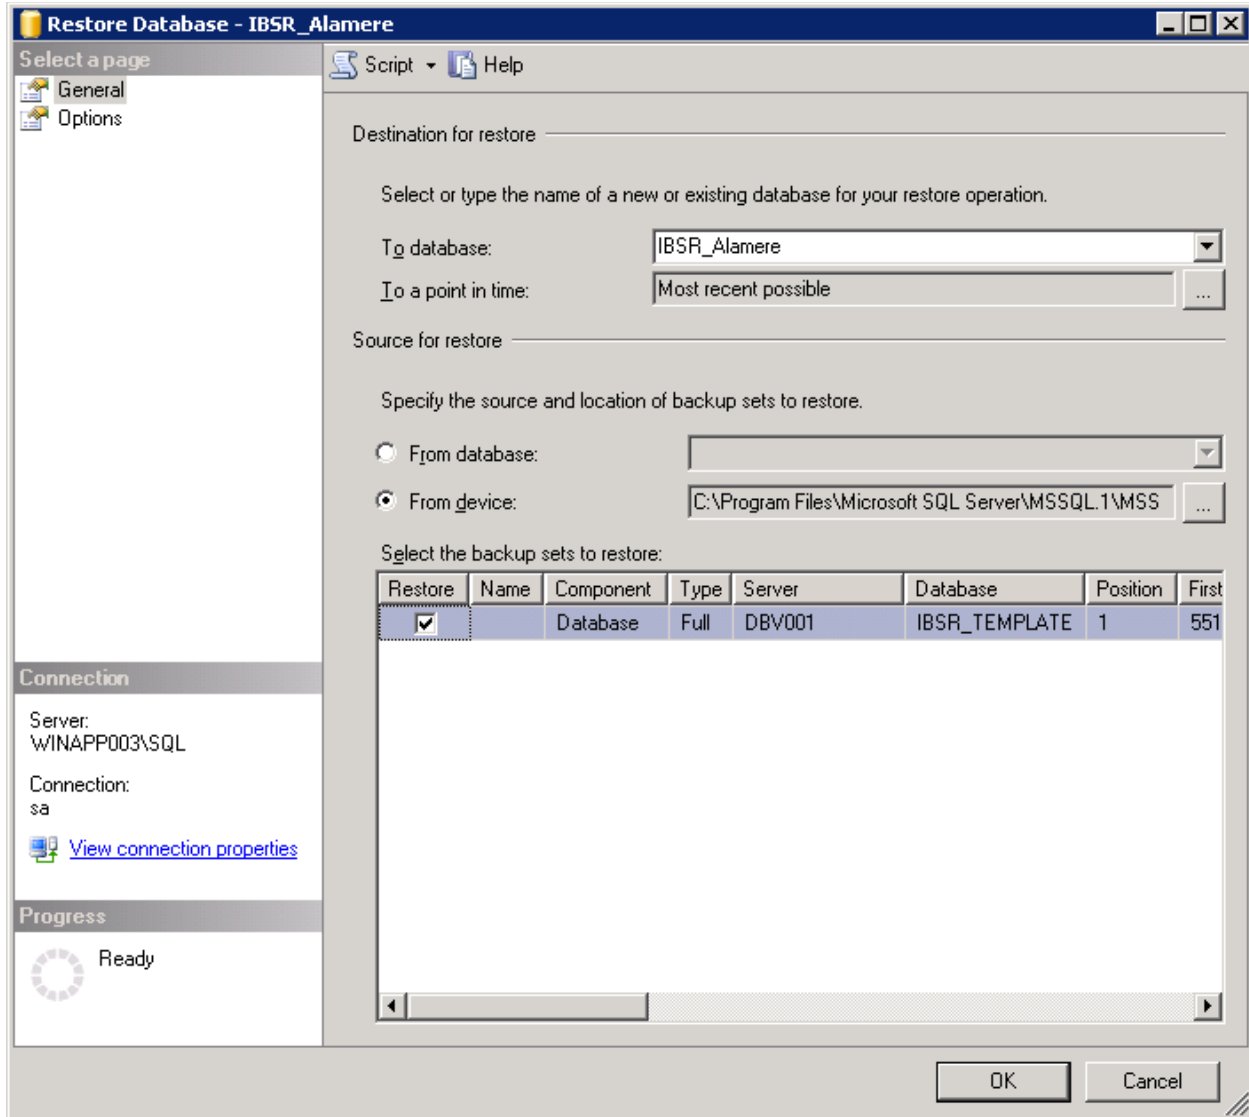 Restore Database - IBSR_Alamere
Select a page
General
Options
Script
Help
Destination for restore
Select or type the name of a new or existing database for your restore operation.
To database:
IBSR_Alamere
To a point in time:
Most recent possible
...
Source for restore
Specify the source and location of backup sets to restore.
From database:
From device:
C:\Program Files\Microsoft SQL Server\MSSQL.1\MSS
...
Select the backup sets to restore:
Restore Name Component Type Server Database Position First
Database Full DBV001 IBSR_TEMPLATE 1 551
Connection
Server:
WINAPP003\SQL
Connection:
sa
View connection properties
Progress
Ready
OK
Cancel